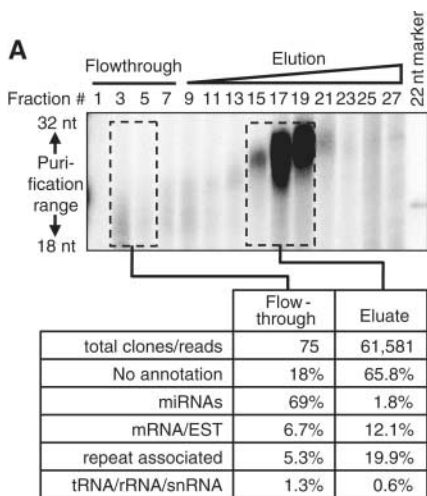 A
Flowthrough Elution
Fraction # 1 3 5 7 9 11 13 15 17 19 21 23 25 27 22 nt marker
32 nt
Puri-
fication
range
18 nt
Flow-
through Eluate
total clones/reads 75 61,581
No annotation 18% 65.8%
miRNAs 69% 1.8%
mRNA/EST 6.7% 12.1%
repeat associated 5.3% 19.9%
tRNA/rRNA/snRNA 1.3% 0.6%